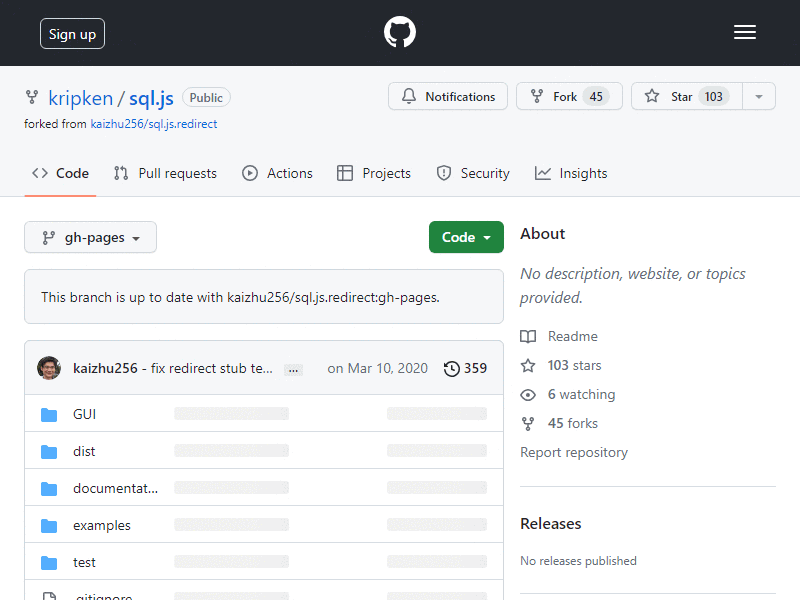 Sign up
kripken / sql.js Public
Notifications Fork 45 Star 103
forked from kaizhu256/sql.js.redirect
Code Pull requests Actions Projects Security Insights
gh-pages
Code
This branch is up to date with kaizhu256/sql.js.redirect:gh-pages.
kaizhu256 - fix redirect stub te... ... on Mar 10, 2020 359
GUI
dist
documentat...
examples
test
.gitignore
About
No description, website, or topics
provided.
Readme
103 stars
6 watching
45 forks
Report repository
Releases
No releases published